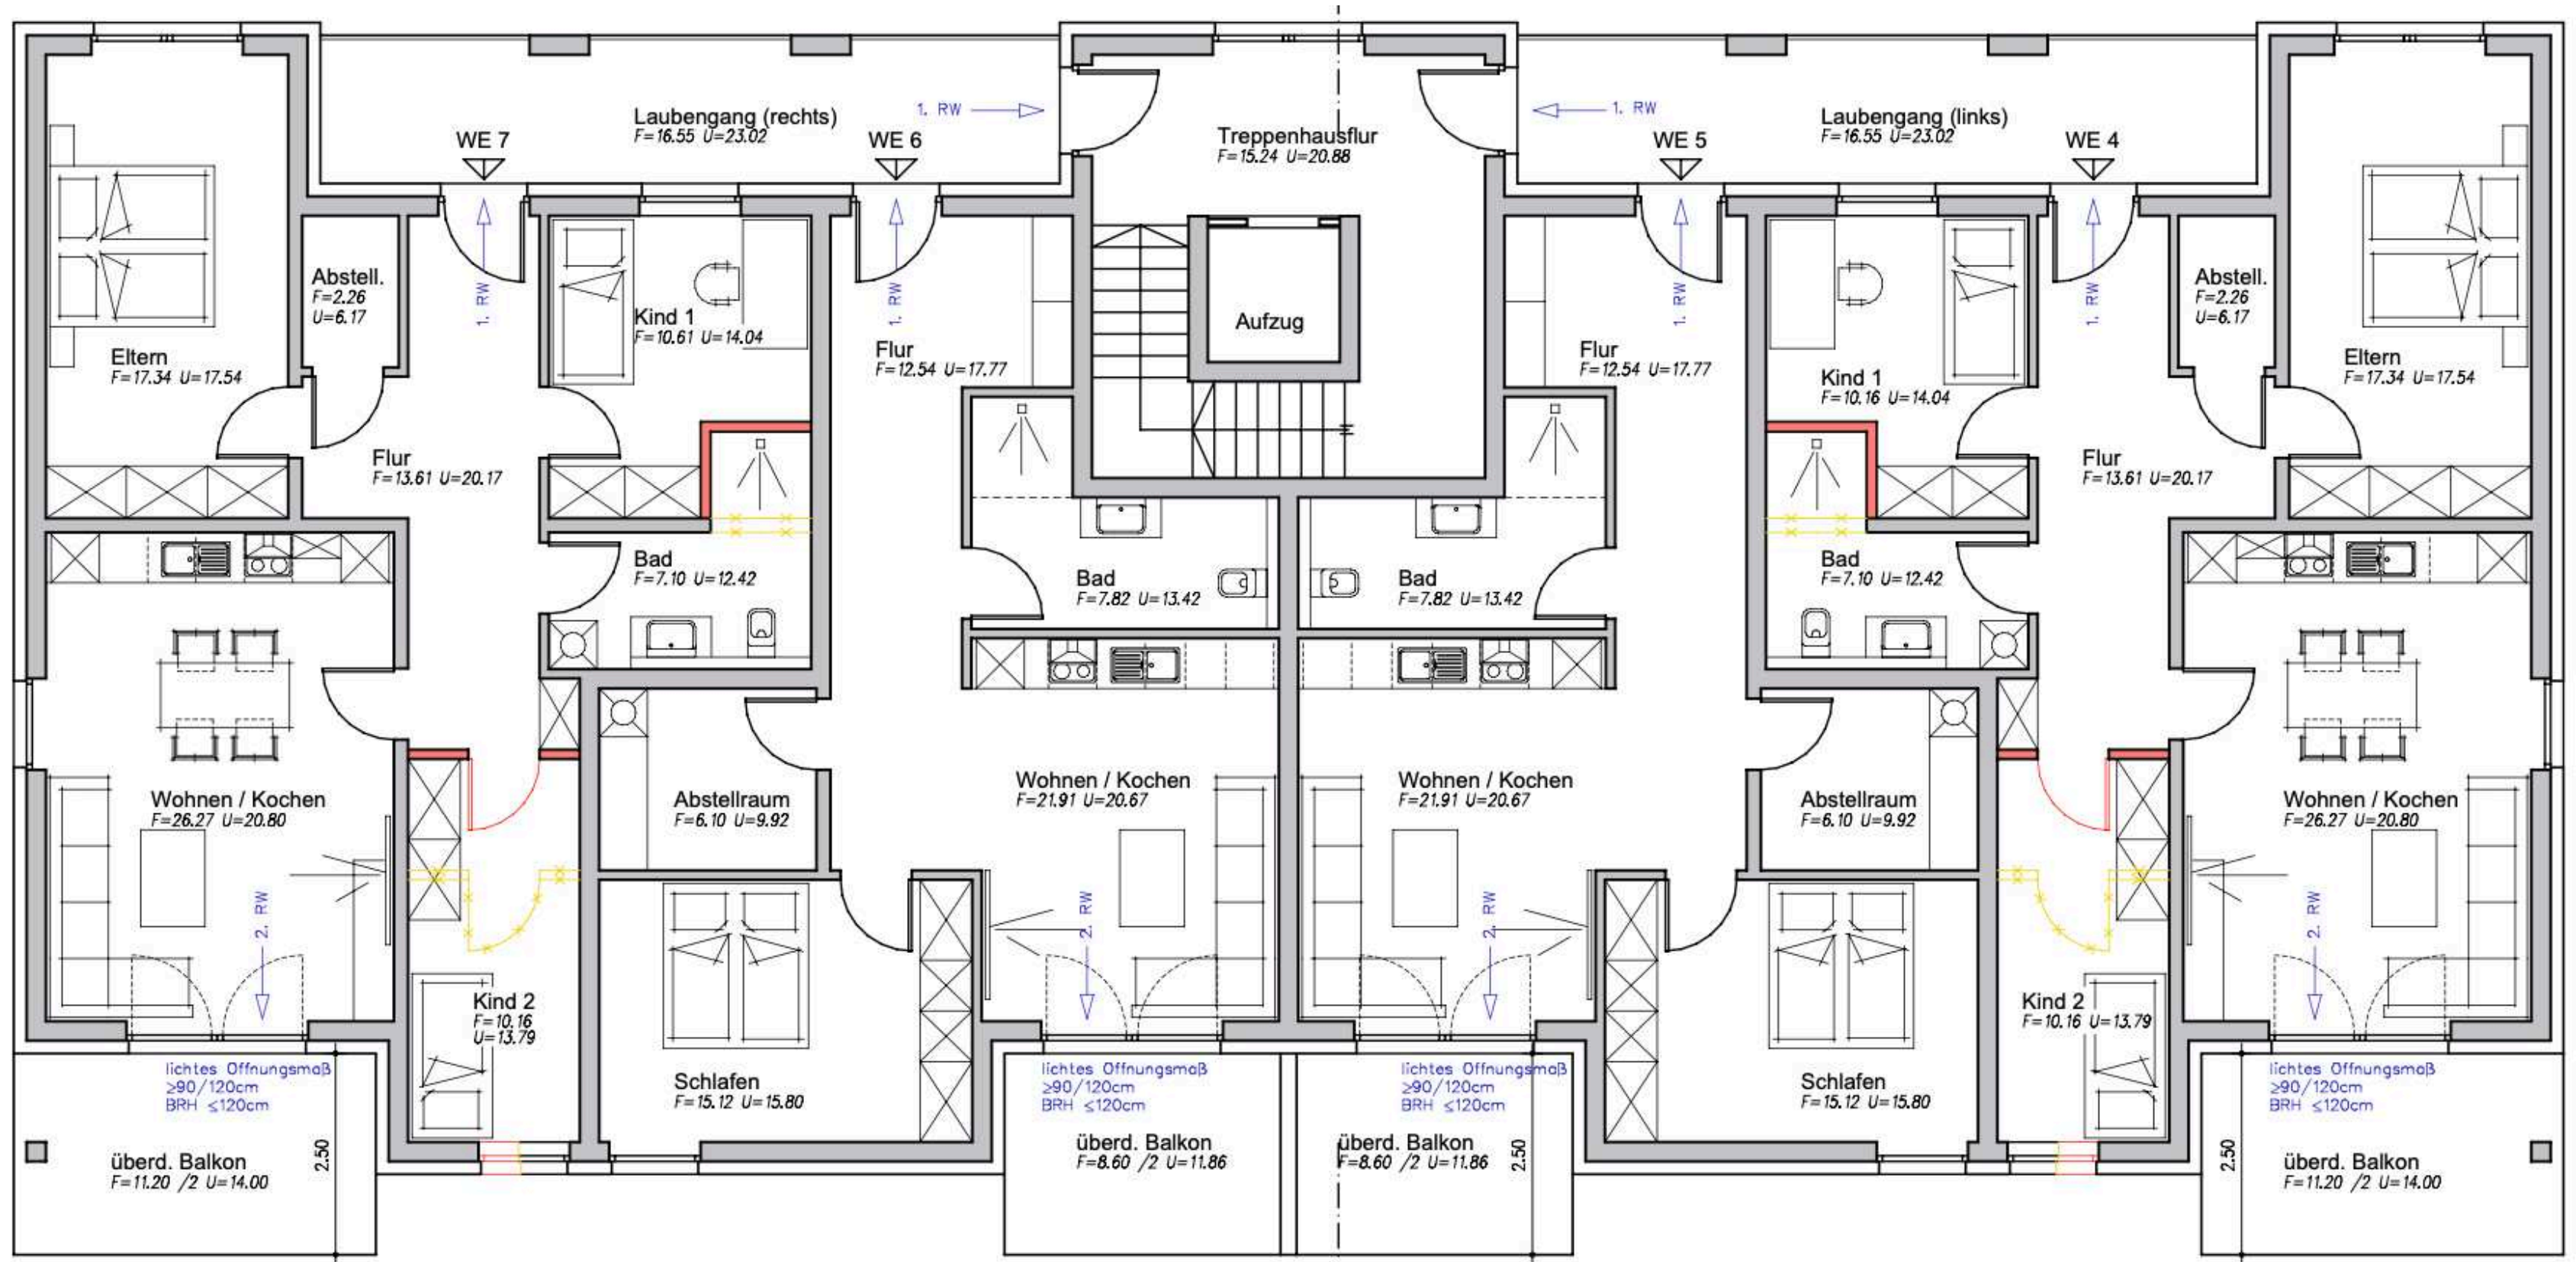 Laubengang (rechts)
F=16.55 U=23.02
1. RW
WE 7
WE 6
Treppenhausflur
F=15.24 U=20.88
1. RW
Laubengang (links)
F=16.55 U=23.02
WE 5
WE 4
Eltern
F=17.34 U=17.54
Abstell.
F=2.26
U=6.17
1. RW
Kind 1
F=10.61 U=14.04
1. RW
Flur
F=12.54 U=17.77
Aufzug
Flur
F=12.54 U=17.77
1. RW
Kind 1
F=10.16 U=14.04
1. RW
Abstell.
F=2.26
U=6.17
Eltern
F=17.34 U=17.54
Flur
F=13.61 U=20.17
Flur
F=13.61 U=20.17
Bad
F=7.10 U=12.42
Bad
F=7.82 U=13.42
Bad
F=7.82 U=13.42
Bad
F=7.10 U=12.42
Wohnen / Kochen
F=26.27 U=20.80
Abstellraum
F=6.10 U=9.92
Wohnen / Kochen
F=21.91 U=20.67
Wohnen / Kochen
F=21.91 U=20.67
Abstellraum
F=6.10 U=9.92
Wohnen / Kochen
F=26.27 U=20.80
2. RW
2. RW
2. RW
2. RW
Kind 2
F=10.16
U=13.79
Kind 2
F=10.16 U=13.79
lichtes Offnungsmaß
≥90/120cm
BRH ≤120cm
Schlafen
F=15.12 U=15.80
lichtes Offnungsmaß
≥90/120cm
BRH ≤120cm
lichtes Offnungsmaß
≥90/120cm
BRH ≤120cm
Schlafen
F=15.12 U=15.80
lichtes Offnungsmaß
≥90/120cm
BRH ≤120cm
überd. Balkon
F=11.20 /2 U=14.00
2.50
überd. Balkon
F=8.60 /2 U=11.86
überd. Balkon
F=8.60 /2 U=11.86
2.50
2.50
überd. Balkon
F=11.20 /2 U=14.00